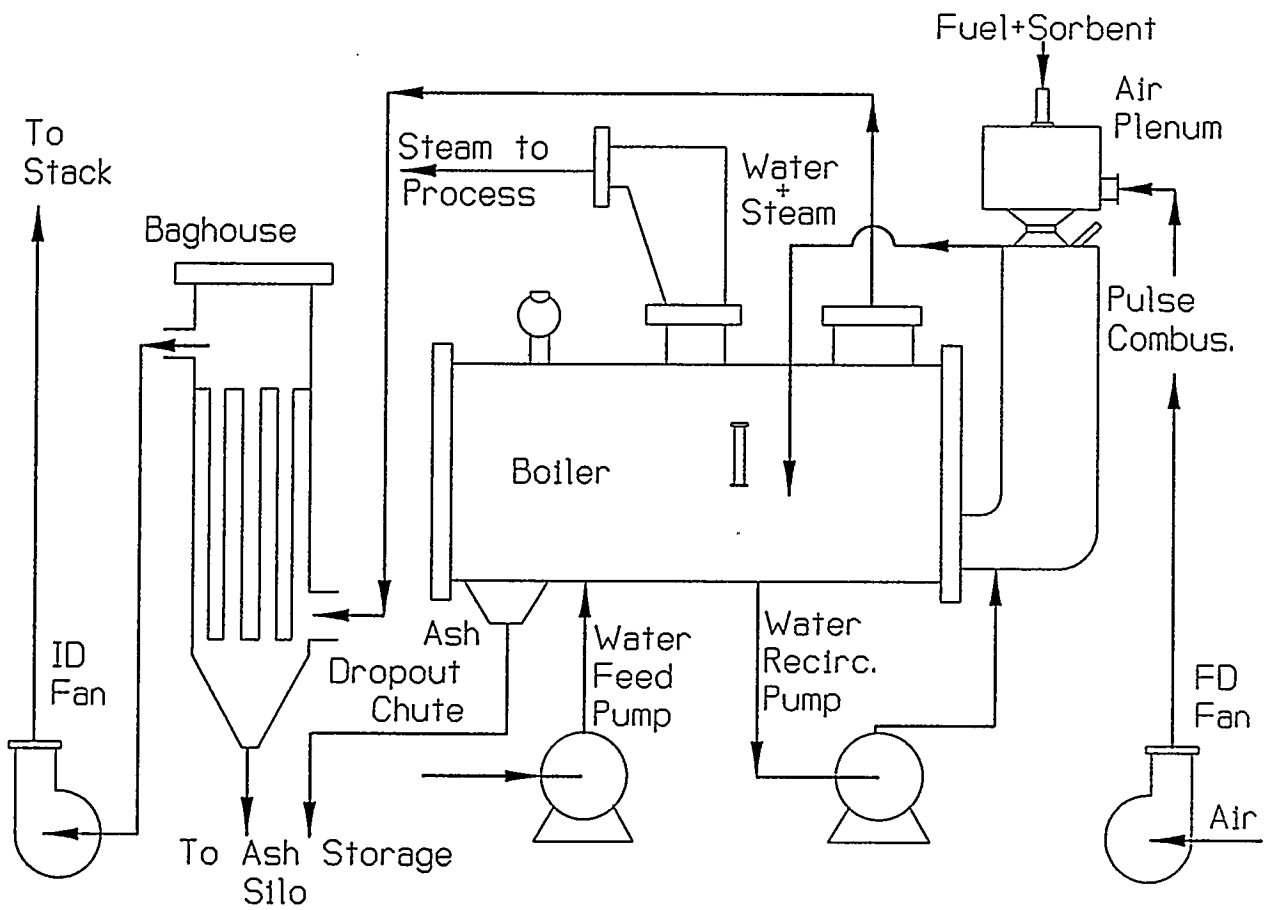 Fuel+Sorbent
Air
Plenum
To
Stack
Steam to
Process
Water
+
Steam
Baghouse
Pulse
Combus.
Boiler
Ash
Dropout
Chute
Water
Feed
Pump
Water
Recirc.
Pump
ID
Fan
FD
Fan
Air
To Ash Storage
Silo